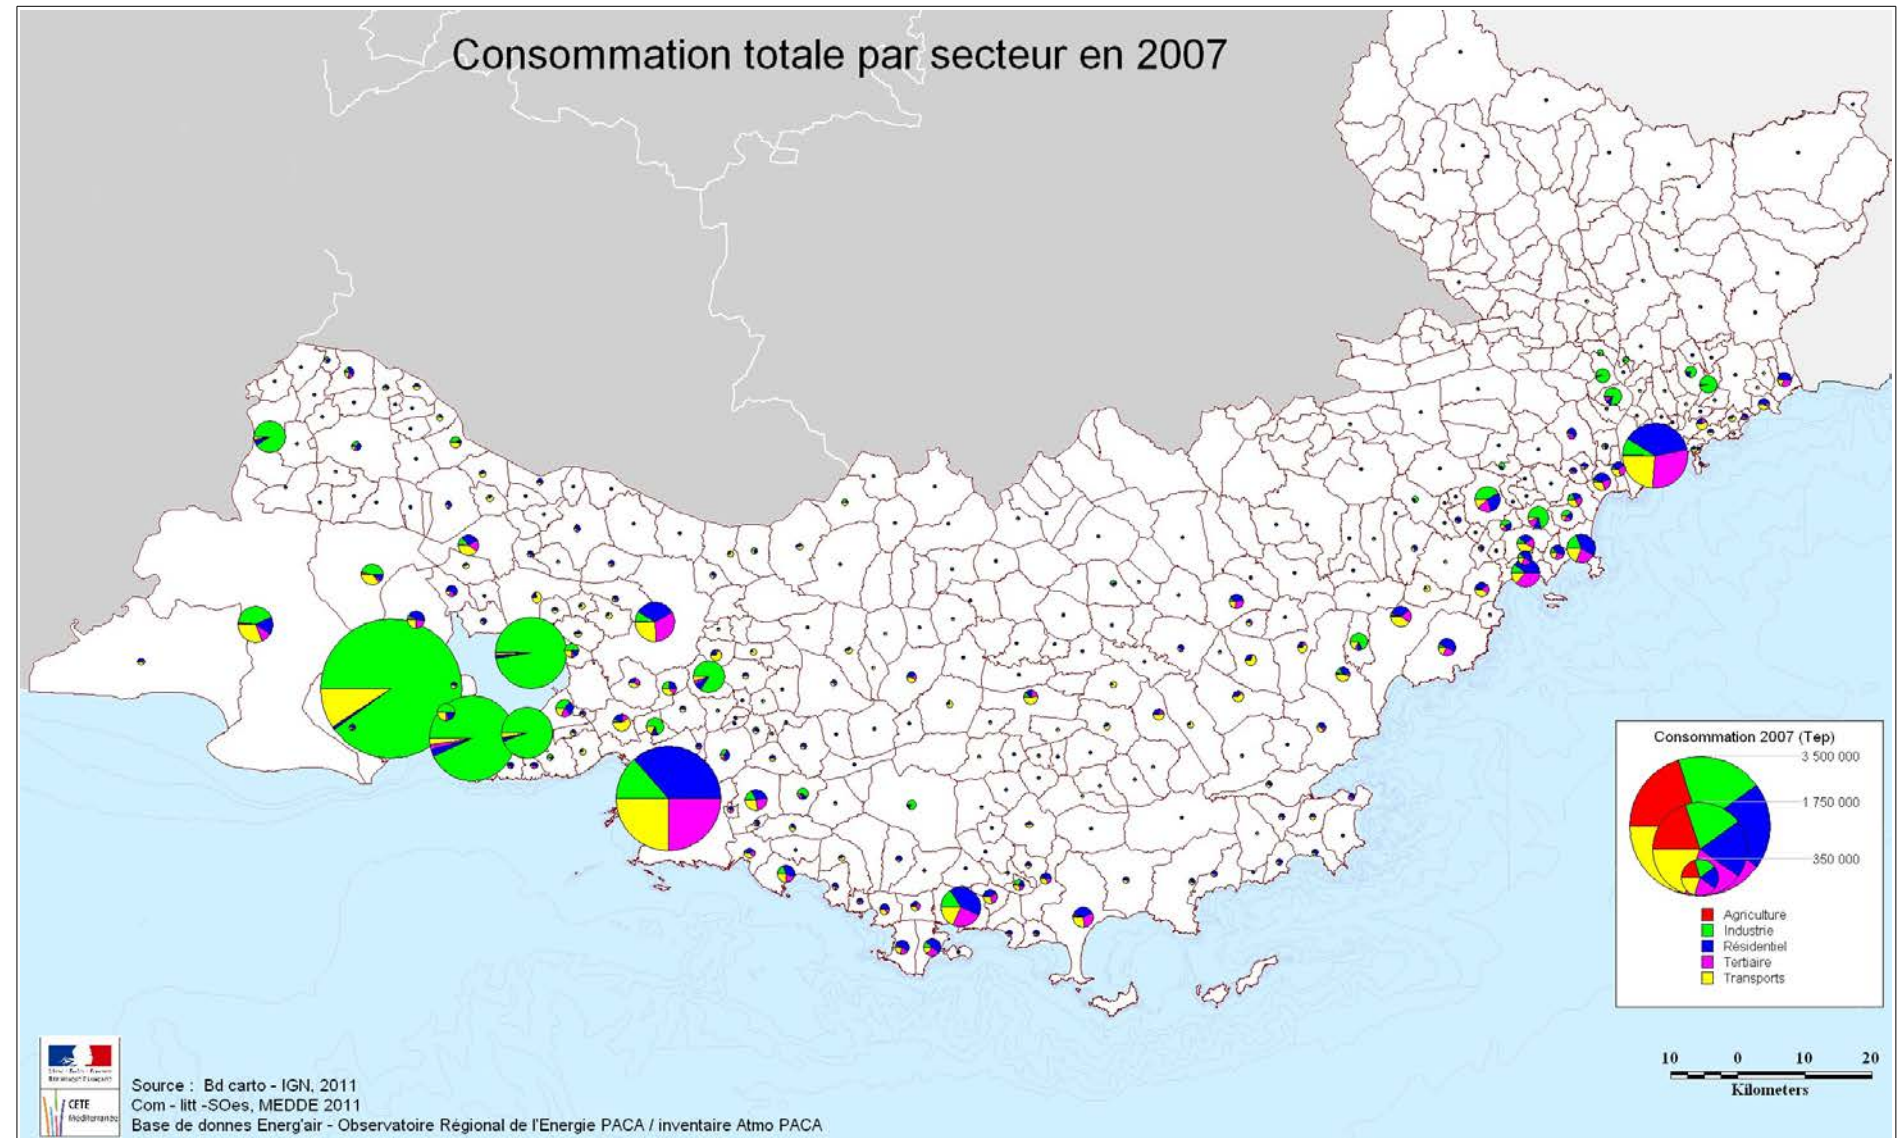 Consommation totale par secteur en 2007
Consommation 2007 (Tep)
3 500 000
1 750 000
350 000
Agriculture
Industrie
Résidentiel
Tertiaire
Transports
10 0 10 20
Kilometers
CETE
Méditerranée
Source : Bd carto - IGN, 2011
Com - litt -SOes, MEDDE 2011
Base de donnes Energ'air - Observatoire Régional de l'Energie PACA / inventaire Atmo PACA